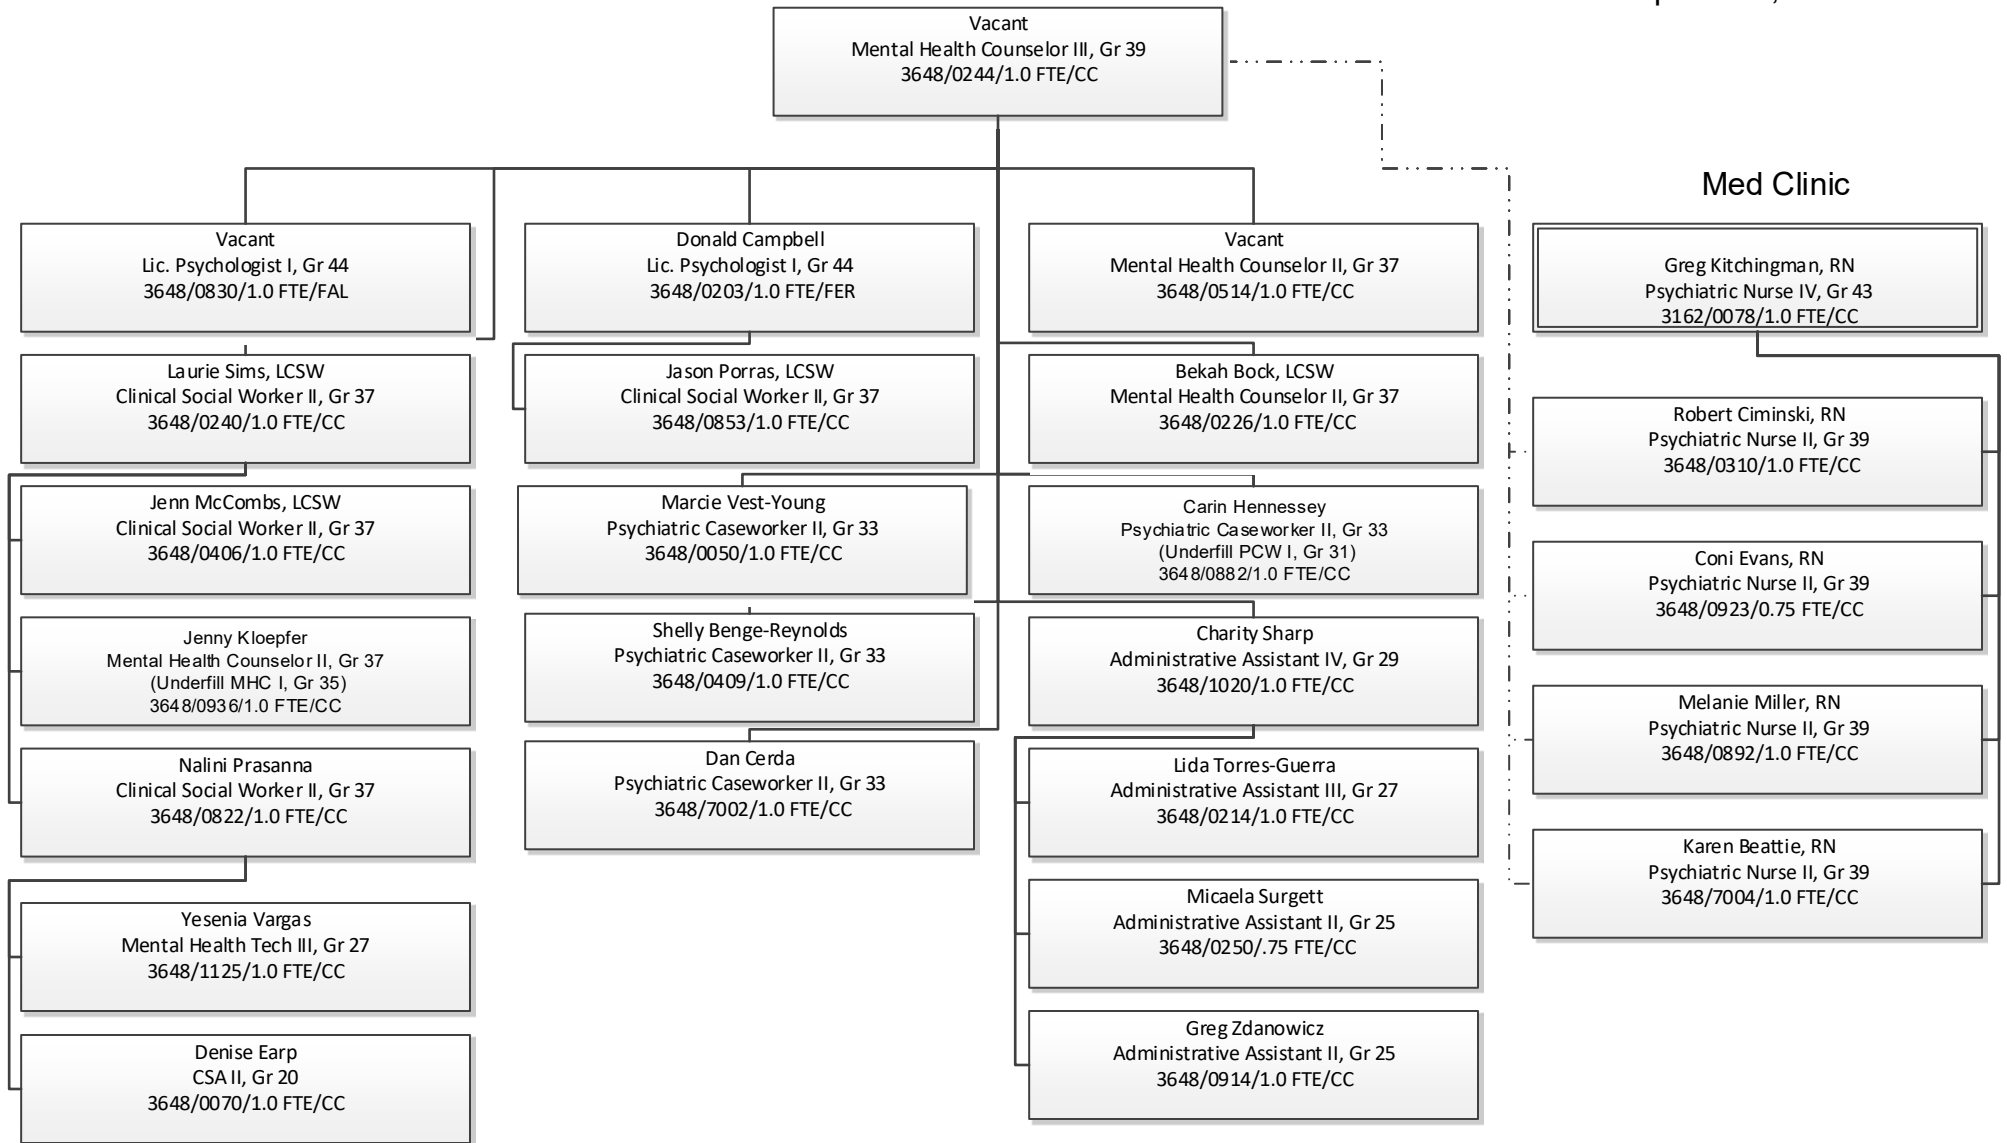 Vacant
Mental Health Counselor III, Gr 39
3648/0244/1.0 FTE/CC
Med Clinic
Vacant
Lic. Psychologist I, Gr 44
3648/0830/1.0 FTE/FAL
Donald Campbell
Lic. Psychologist I, Gr 44
3648/0203/1.0 FTE/FER
Vacant
Mental Health Counselor II, Gr 37
3648/0514/1.0 FTE/CC
Greg Kitchingman, RN
Psychiatric Nurse IV, Gr 43
3162/0078/1.0 FTE/CC
Laurie Sims, LCSW
Clinical Social Worker II, Gr 37
3648/0240/1.0 FTE/CC
Jason Porras, LCSW
Clinical Social Worker II, Gr 37
3648/0853/1.0 FTE/CC
Bekah Bock, LCSW
Mental Health Counselor II, Gr 37
3648/0226/1.0 FTE/CC
Robert Ciminski, RN
Psychiatric Nurse II, Gr 39
3648/0310/1.0 FTE/CC
Jenn McCombs, LCSW
Clinical Social Worker II, Gr 37
3648/0406/1.0 FTE/CC
Marcie Vest-Young
Psychiatric Caseworker II, Gr 33
3648/0050/1.0 FTE/CC
Carin Hennessey
Psychiatric Caseworker II, Gr 33
(Underfill PCW I, Gr 31)
3648/0882/1.0 FTE/CC
Coni Evans, RN
Psychiatric Nurse II, Gr 39
3648/0923/0.75 FTE/CC
Jenny Kloepfer
Mental Health Counselor II, Gr 37
(Underfill MHC I, Gr 35)
3648/0936/1.0 FTE/CC
Shelly Benge-Reynolds
Psychiatric Caseworker II, Gr 33
3648/0409/1.0 FTE/CC
Charity Sharp
Administrative Assistant IV, Gr 29
3648/1020/1.0 FTE/CC
Melanie Miller, RN
Psychiatric Nurse II, Gr 39
3648/0892/1.0 FTE/CC
Nalini Prasanna
Clinical Social Worker II, Gr 37
3648/0822/1.0 FTE/CC
Dan Cerda
Psychiatric Caseworker II, Gr 33
3648/7002/1.0 FTE/CC
Lida Torres-Guerra
Administrative Assistant III, Gr 27
3648/0214/1.0 FTE/CC
Karen Beattie, RN
Psychiatric Nurse II, Gr 39
3648/7004/1.0 FTE/CC
Yesenia Vargas
Mental Health Tech III, Gr 27
3648/1125/1.0 FTE/CC
Micaela Surgett
Administrative Assistant II, Gr 25
3648/0250/.75 FTE/CC
Denise Earp
CSA II, Gr 20
3648/0070/1.0 FTE/CC
Greg Zdanowicz
Administrative Assistant II, Gr 25
3648/0914/1.0 FTE/CC